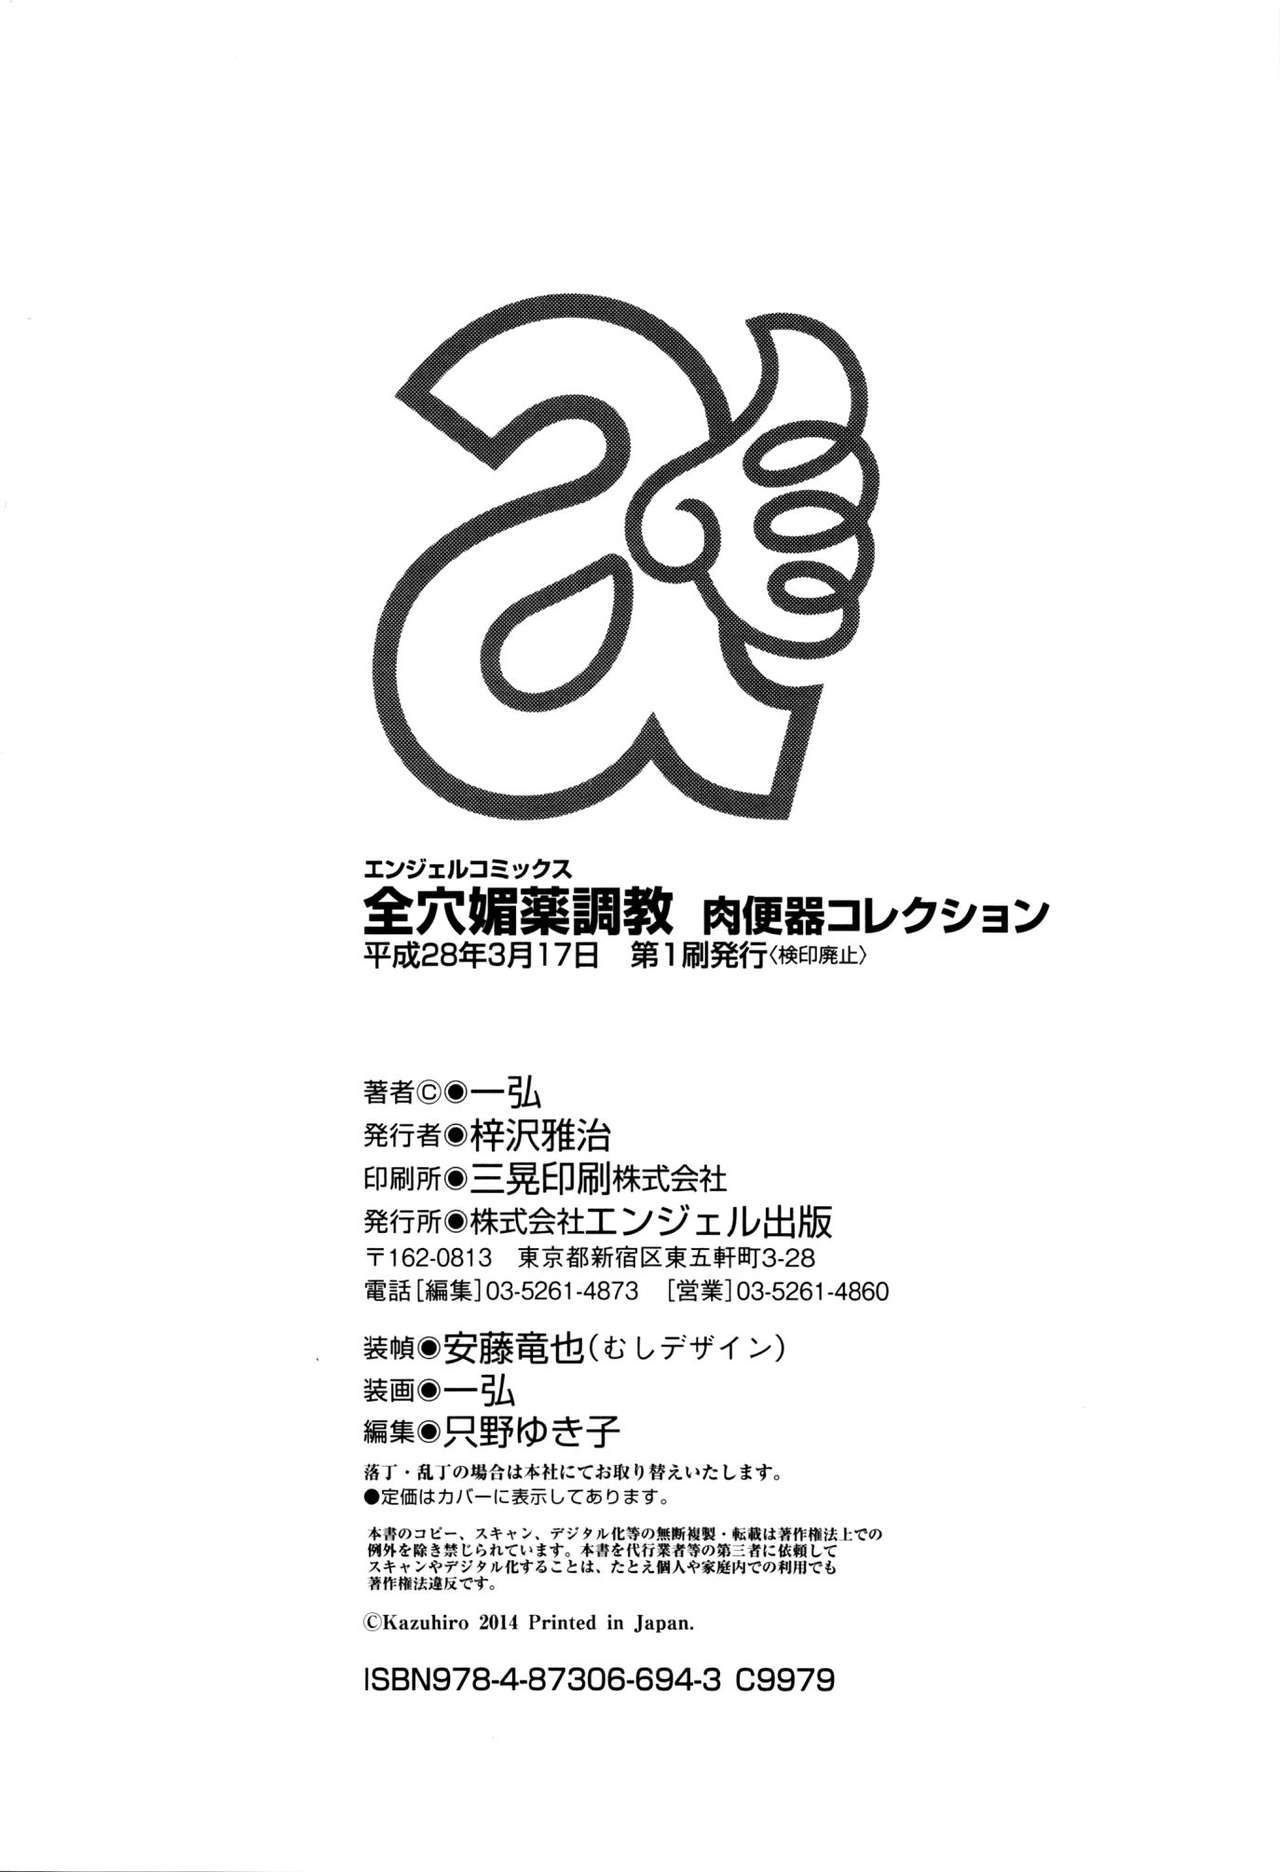 エンジェルコミックス
全穴媚薬調教 肉便器コレクション
平成28年3月17日 第1刷発行〈検印廃止〉
著者©◉一弘
発行者◉梓沢雅治
印刷所◉三晃印刷株式会社
発行所◉株式会社エンジェル出版
〒162-0813 東京都新宿区東五軒町3-28
電話[編集]03-5261-4873 [営業]03-5261-4860
装幀◉安藤竜也(むしデザイン)
装画◉一弘
編集◉只野ゆき子
落丁・乱丁の場合は本社にてお取り替えいたします。
●定価はカバーに表示してあります。
本書のコピー、スキャン、デジタル化等の無断複製・転載は著作権法上での
例外を除き禁じられています。本書を代行業者等の第三者に依頼して
スキャンやデジタル化することは、たとえ個人や家庭内での利用でも
著作権法違反です。
©Kazuhiro 2014 Printed in Japan.
ISBN978-4-87306-694-3 C9979